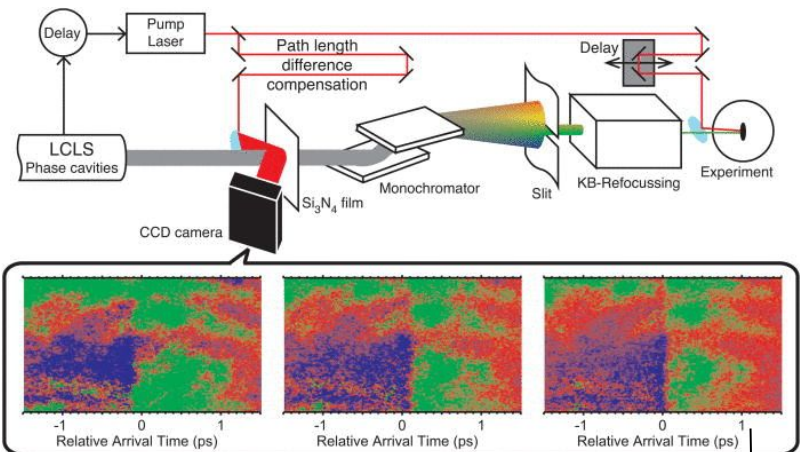 Delay
Pump
Laser
Path length
difference
compensation
Delay
LCLS
Phase cavities
Si₃N₄ film
CCD camera
Monochromator
Slit
KB-Refocussing
Experiment
-1 0 1
Relative Arrival Time (ps)
-1 0 1
Relative Arrival Time (ps)
-1 0 1
Relative Arrival Time (ps)